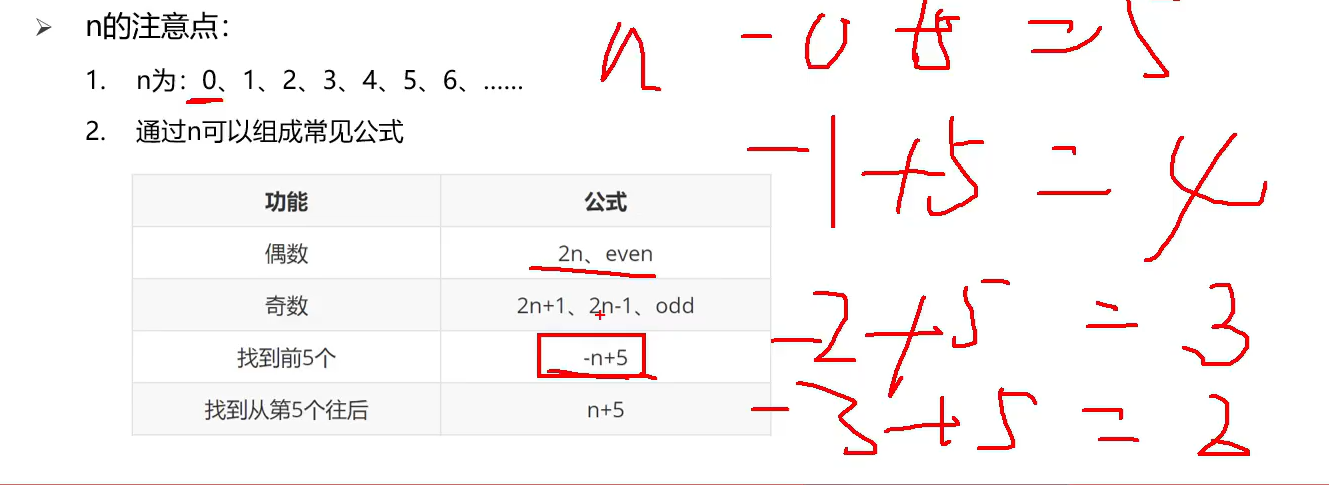 ➢ n的注意点：
1. n为：0、1、2、3、4、5、6、……
2. 通过n可以组成常见公式
功能 公式
偶数 2n、even
奇数 2n+1、2n-1、odd
找到前5个 -n+5
找到从第5个往后 n+5
n -0+5=5
-1+5=4
-2+5=3
-3+5=2